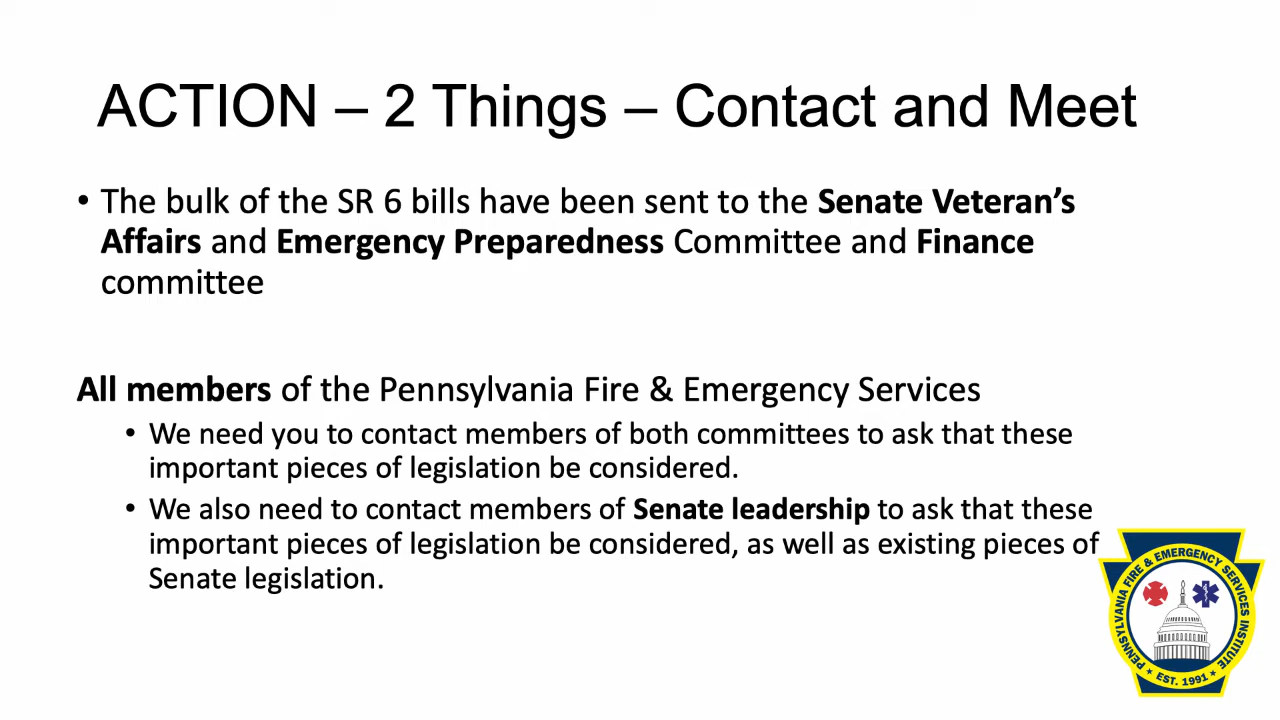 ACTION – 2 Things – Contact and Meet
• The bulk of the SR 6 bills have been sent to the Senate Veteran’s
Affairs and Emergency Preparedness Committee and Finance
committee
All members of the Pennsylvania Fire & Emergency Services
• We need you to contact members of both committees to ask that these
important pieces of legislation be considered.
• We also need to contact members of Senate leadership to ask that these
important pieces of legislation be considered, as well as existing pieces of
Senate legislation.
PENNSYLVANIA FIRE & EMERGENCY SERVICES INSTITUTE
★ EST. 1991 ★